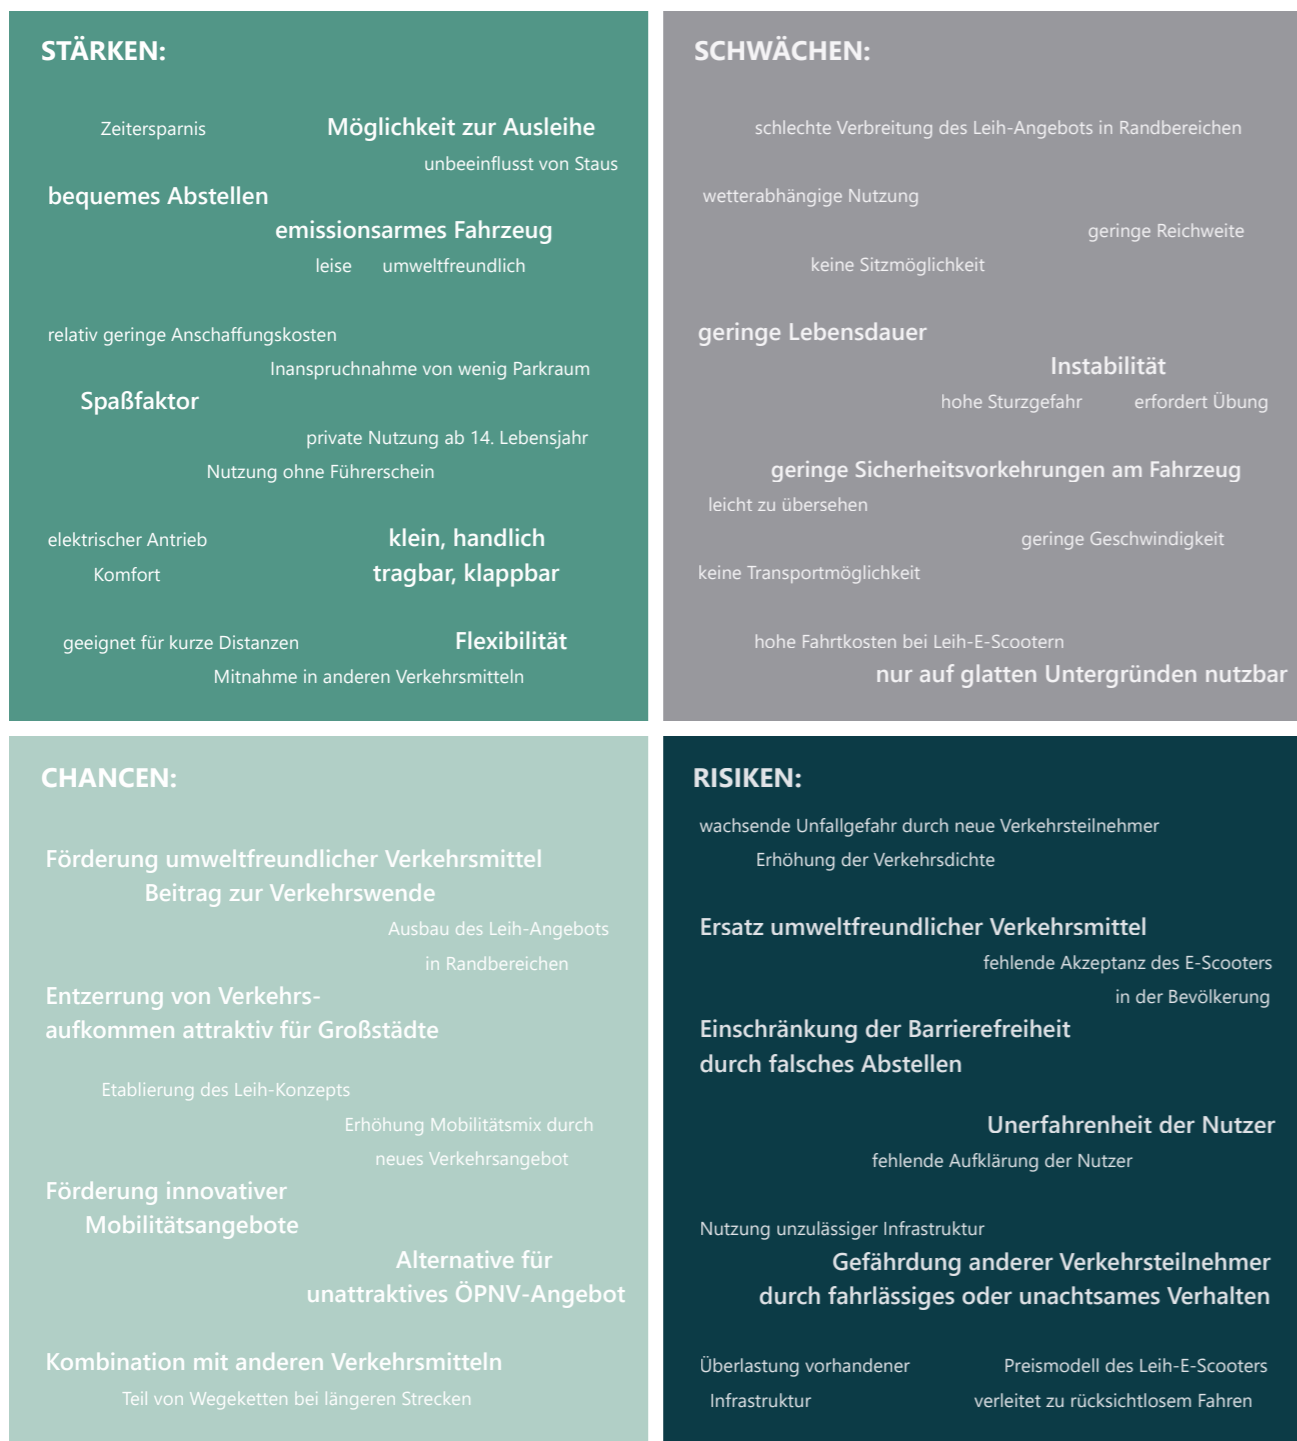 STÄRKEN:
Zeitersparnis
Möglichkeit zur Ausleihe
unbeeinflusst von Staus
bequemes Abstellen
emissionsarmes Fahrzeug
leise umweltfreundlich
relativ geringe Anschaffungskosten
Inanspruchnahme von wenig Parkraum
Spaßfaktor
private Nutzung ab 14. Lebensjahr
Nutzung ohne Führerschein
elektrischer Antrieb
klein, handlich
Komfort
tragbar, klappbar
geeignet für kurze Distanzen
Flexibilität
Mitnahme in anderen Verkehrsmitteln
SCHWÄCHEN:
schlechte Verbreitung des Leih-Angebots in Randbereichen
wetterabhängige Nutzung
geringe Reichweite
keine Sitzmöglichkeit
geringe Lebensdauer
Instabilität
hohe Sturzgefahr
erfordert Übung
geringe Sicherheitsvorkehrungen am Fahrzeug
leicht zu übersehen
geringe Geschwindigkeit
keine Transportmöglichkeit
hohe Fahrtkosten bei Leih-E-Scootern
nur auf glatten Untergründen nutzbar
CHANCEN:
Förderung umweltfreundlicher Verkehrsmittel
Beitrag zur Verkehrswende
Ausbau des Leih-Angebots
in Randbereichen
Entzerrung von Verkehrs-
aufkommen attraktiv für Großstädte
Etablierung des Leih-Konzepts
Erhöhung Mobilitätsmix durch
neues Verkehrsangebot
Förderung innovativer
Mobilitätsangebote
Alternative für
unattraktives ÖPNV-Angebot
Kombination mit anderen Verkehrsmitteln
Teil von Wegeketten bei längeren Strecken
RISIKEN:
wachsende Unfallgefahr durch neue Verkehrsteilnehmer
Erhöhung der Verkehrsdichte
Ersatz umweltfreundlicher Verkehrsmittel
fehlende Akzeptanz des E-Scooters
in der Bevölkerung
Einschränkung der Barrierefreiheit
durch falsches Abstellen
Unerfahrenheit der Nutzer
fehlende Aufklärung der Nutzer
Nutzung unzulässiger Infrastruktur
Gefährdung anderer Verkehrsteilnehmer
durch fahrlässiges oder unachtsames Verhalten
Überlastung vorhandener
Infrastruktur
Preismodell des Leih-E-Scooters
verleitet zu rücksichtlosem Fahren